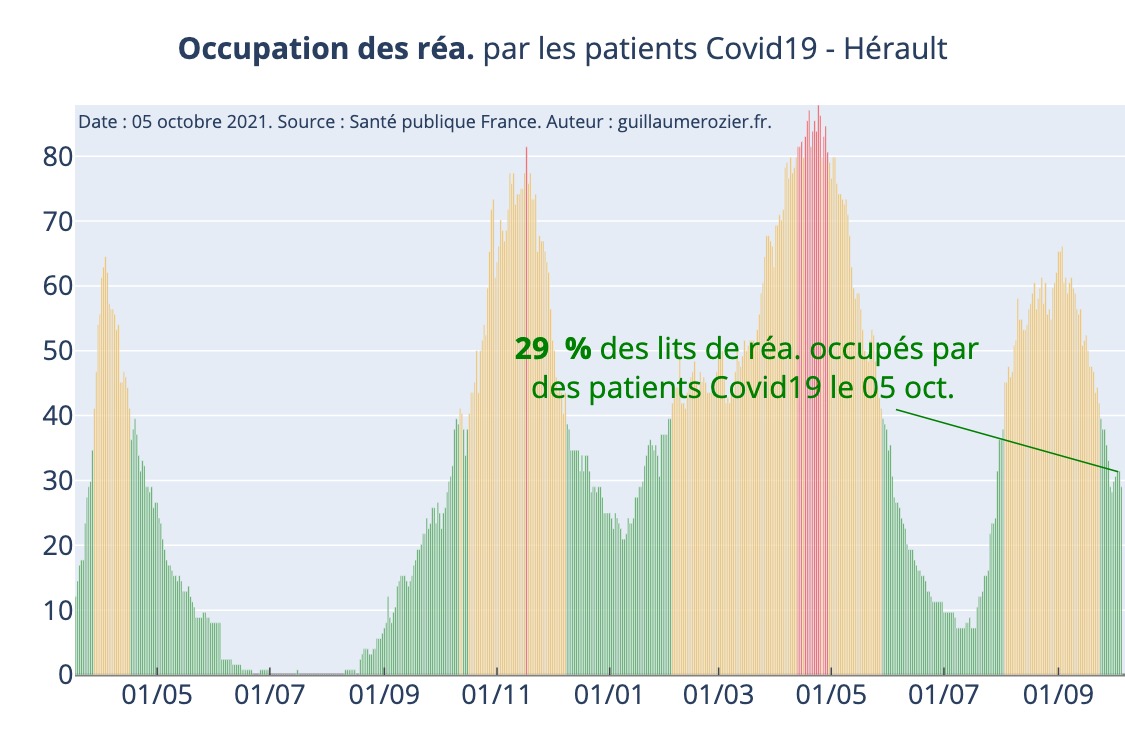 Occupation des réa. par les patients Covid19 - Hérault
Date : 05 octobre 2021. Source : Santé publique France. Auteur : guillaumerozier.fr.
80
70
60
50
40
30
20
10
0
29 % des lits de réa. occupés par
des patients Covid19 le 05 oct.
01/05 01/07 01/09 01/11 01/01 01/03 01/05 01/07 01/09